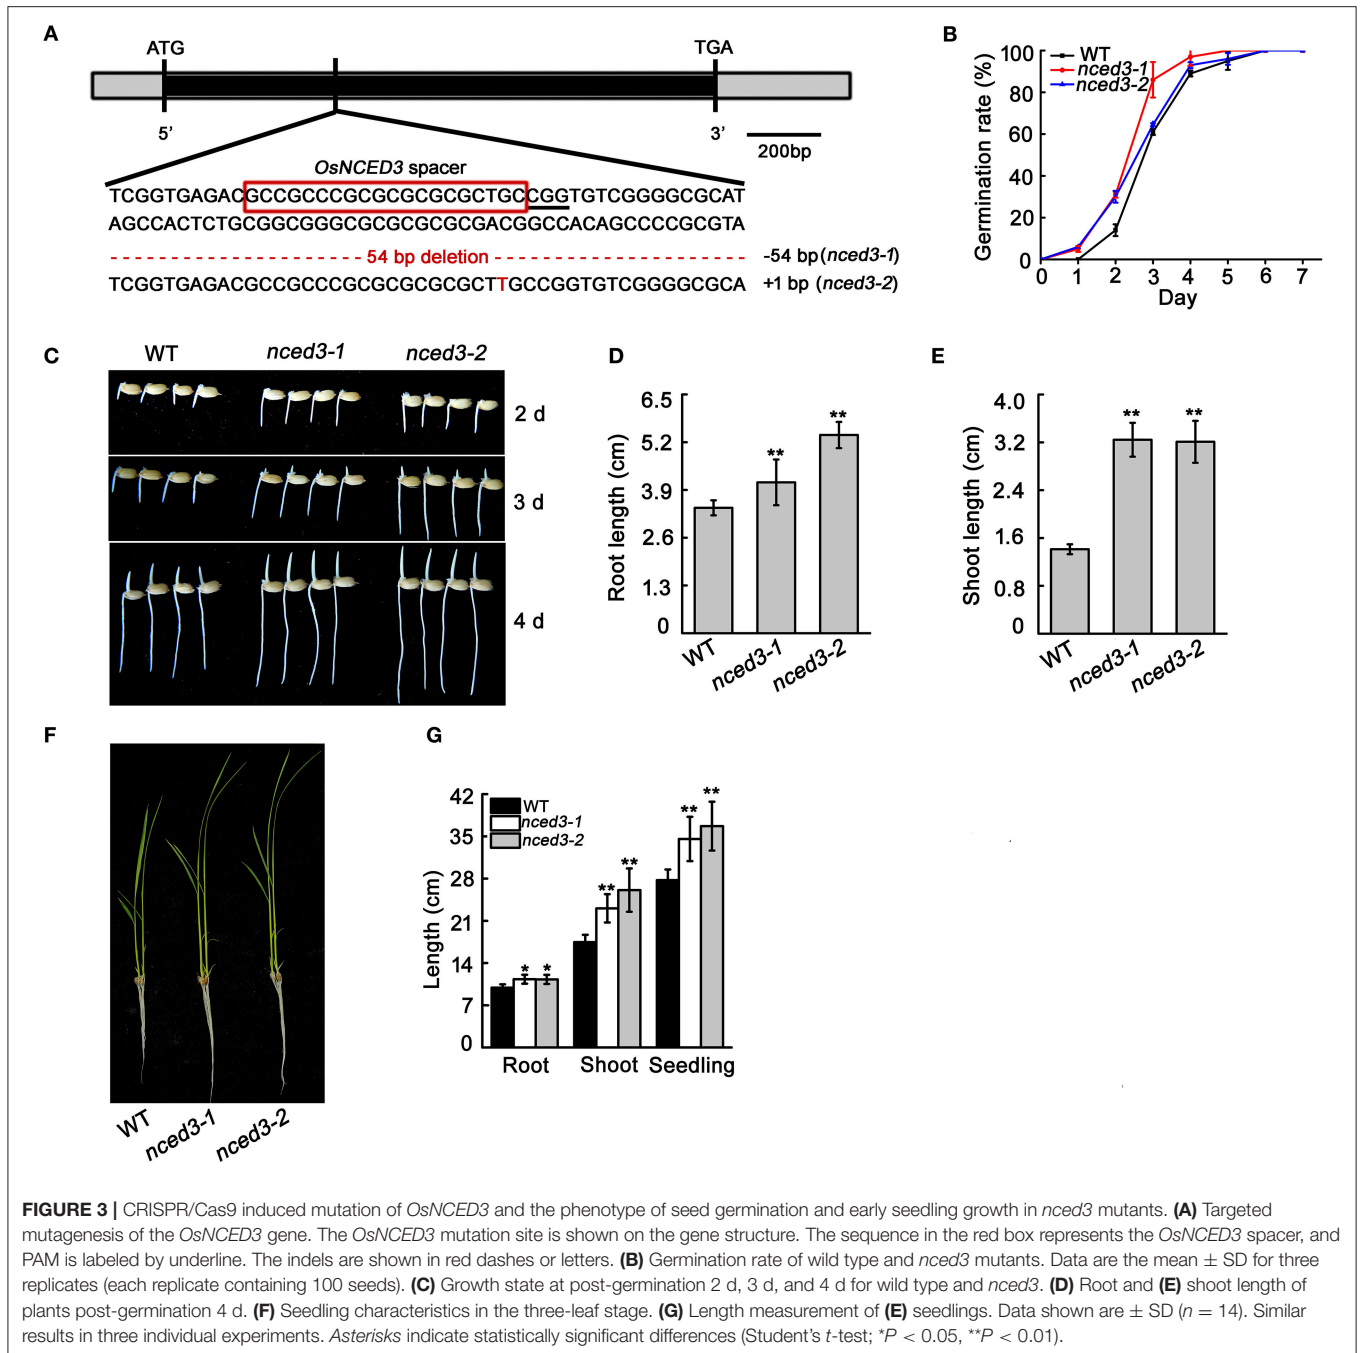 A
ATG
TGA
5’
3’
200bp
OsNCED3 spacer
TCGGTGAGACGCCGCCCGCGCGCGCGCTGCCGGTGTCGGGGCGCAT
AGCCACTCTGCGGCGGGCGCGCGCGCGACGGCCACAGCCCCGCGTA
54 bp deletion
-54 bp(nced3-1)
TCGGTGAGACGCCGCCCGCGCGCGCGCTTGCCGGTGTCGGGGCGCA
+1 bp (nced3-2)
B
Germination rate (%)
100
80
60
40
20
0
WT
nced3-1
nced3-2
0 1 2 3 4 5 6 7
Day
C
WT nced3-1 nced3-2
2 d
3 d
4 d
D
Root length (cm)
6.5
5.2
3.9
2.6
1.3
0
**
**
WT nced3-1 nced3-2
E
Shoot length (cm)
4.0
3.2
2.4
1.6
0.8
0
**
**
WT nced3-1 nced3-2
F
WT nced3-1 nced3-2
G
Length (cm)
42
35
28
21
14
7
0
WT
nced3-1
nced3-2
* *
** **
** **
Root Shoot Seedling
FIGURE 3 | CRISPR/Cas9 induced mutation of OsNCED3 and the phenotype of seed germination and early seedling growth in nced3 mutants. (A) Targeted
mutagenesis of the OsNCED3 gene. The OsNCED3 mutation site is shown on the gene structure. The sequence in the red box represents the OsNCED3 spacer, and
PAM is labeled by underline. The indels are shown in red dashes or letters. (B) Germination rate of wild type and nced3 mutants. Data are the mean ± SD for three
replicates (each replicate containing 100 seeds). (C) Growth state at post-germination 2 d, 3 d, and 4 d for wild type and nced3. (D) Root and (E) shoot length of
plants post-germination 4 d. (F) Seedling characteristics in the three-leaf stage. (G) Length measurement of (E) seedlings. Data shown are ± SD (n = 14). Similar
results in three individual experiments. Asterisks indicate statistically significant differences (Student’s t-test; *P < 0.05, **P < 0.01).